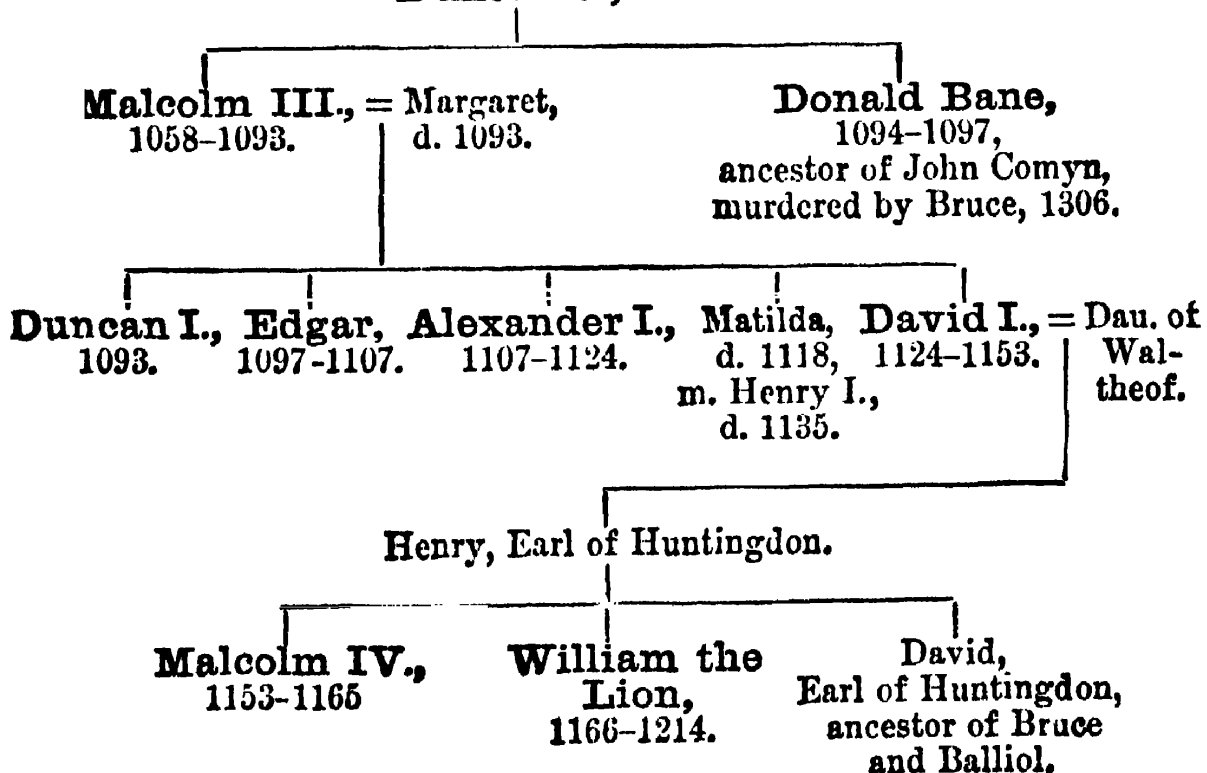 Malcolm III., = Margaret,
1058–1093. d. 1093.
Donald Bane,
1094–1097,
ancestor of John Comyn,
murdered by Bruce, 1306.
Duncan I.,
1093.
Edgar,
1097–1107.
Alexander I.,
1107–1124.
Matilda,
d. 1118,
m. Henry I.,
d. 1135.
David I., =
1124–1153.
Dau. of
Wal-
theof.
Henry, Earl of Huntingdon.
Malcolm IV.,
1153–1165
William the
Lion,
1166–1214.
David,
Earl of Huntingdon,
ancestor of Bruce
and Balliol.